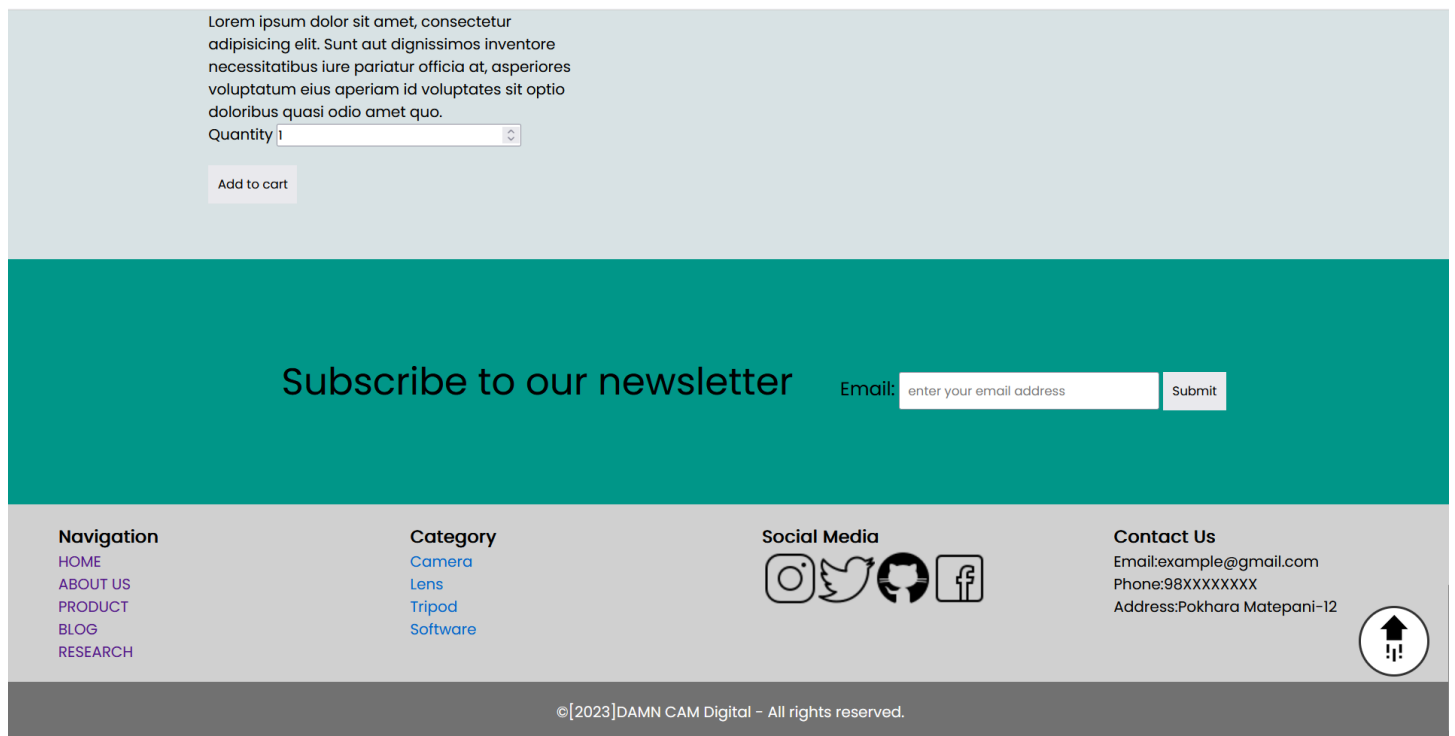 Lorem ipsum dolor sit amet, consectetur
adipisicing elit. Sunt aut dignissimos inventore
necessitatibus iure pariatur officia at, asperiores
voluptatum eius aperiam id voluptates sit optio
doloribus quasi odio amet quo.
Quantity 1
Add to cart
Subscribe to our newsletter
Email: enter your email address Submit
Navigation
HOME
ABOUT US
PRODUCT
BLOG
RESEARCH
Category
Camera
Lens
Tripod
Software
Social Media
Contact Us
Email:example@gmail.com
Phone:98XXXXXXXX
Address:Pokhara Matepani-12
©[2023]DAMN CAM Digital - All rights reserved.